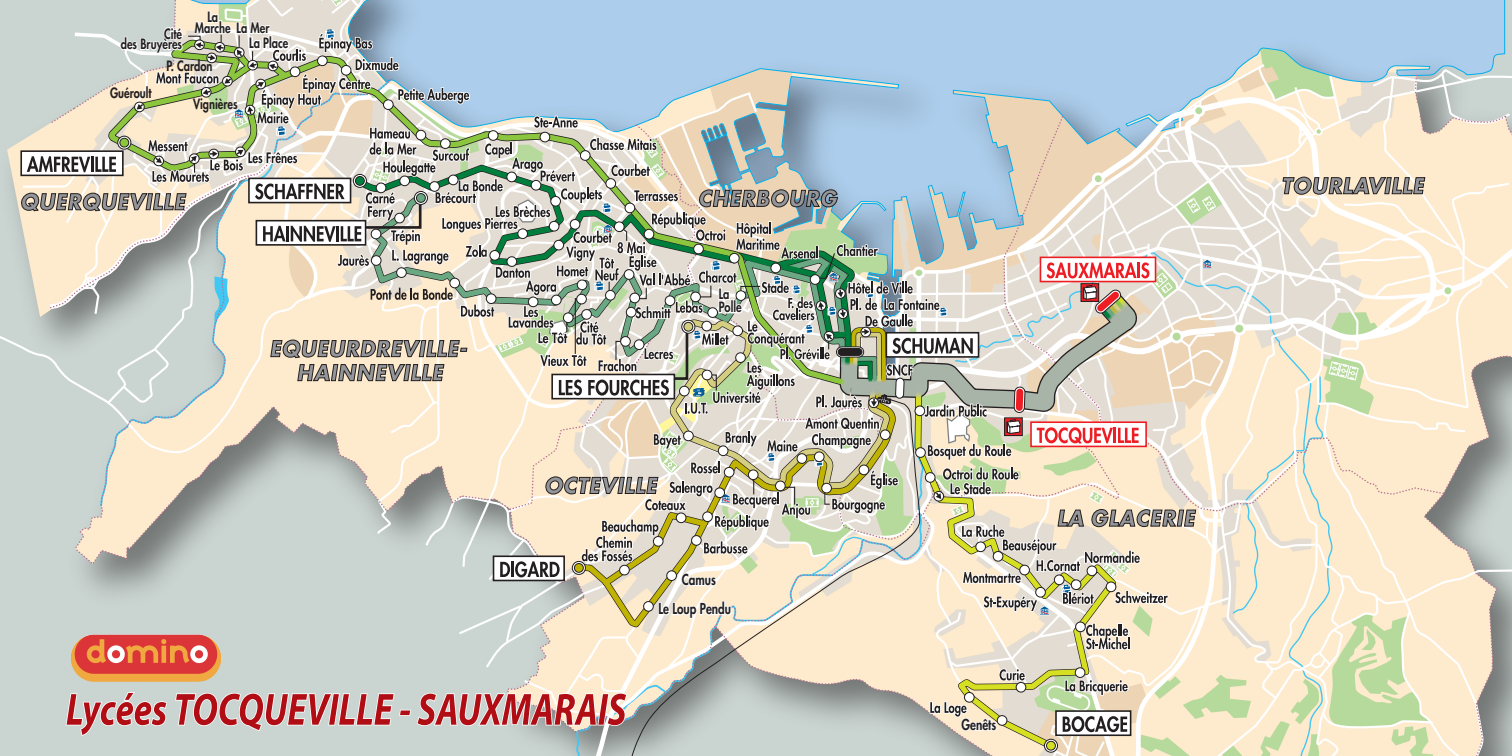 La
Marche
La Mer
Cité
des Bruyères
La Place
Courlis
Épinay Bas
P. Cardon
Mont Faucon
Dixmude
Épinay Centre
Guéroult
Vignières
Épinay Haut
Petite Auberge
Mairie
Messent
Les Frênes
Le Bois
Les Mourets
AMFREVILLE
QUERQUEVILLE
Hameau
de la Mer
Surcouf
Capel
Ste-Anne
Chasse Mitais
Courbet
Terrasses
République
Octroi
Hôpital
Maritime
SCHAFFNER
Houlegatte
Carné
Ferry
La Bonde
Brécourt
Arago
Prévert
Couplets
Les Brèches
Longues Pierres
Zola
Danton
Vigny
Courbet
8 Mai
HAINNEVILLE
Trépin
Jaurès
L. Lagrange
Pont de la Bonde
Dubost
Les
Lavandes
Agora
Homet
Le Tôt
Vieux Tôt
Cité
du Tôt
Tôt
Neuf
Eglise
Val l'Abbé
Schmitt
Frachon
Lecres
Lebas
Charcot
La
Polle
Stade
CHERBOURG
Arsenal
Chantier
Hôtel de Ville
Pl. de La Fontaine
F. des
Caveliers
De Gaulle
Pl. Gréville
SCHUMAN
SNCF
Pl. Jaurès
TOURLAVILLE
SAUXMARAIS
TOCQUEVILLE
EQUEURDREVILLE-
HAINNEVILLE
LES FOURCHES
Millet
Le
Conquérant
Les
Aiguillons
Université
I.U.T.
Bayet
Branly
Maine
Amont Quentin
Champagne
Église
Bourgogne
Anjou
Becquerel
Rossel
Salengro
OCTEVILLE
Coteaux
République
Beauchamp
Chemin
des Fossés
Barbusse
Camus
Le Loup Pendu
DIGARD
Jardin Public
Bosquet du Roule
Octroi du Roule
Le Stade
LA GLACERIE
La Ruche
Beauséjour
Montmartre
St-Exupéry
H.Cornat
Blériot
Normandie
Schweitzer
Chapelle
St-Michel
La Bricquerie
Curie
La Loge
Genêts
BOCAGE
domino
Lycées TOCQUEVILLE - SAUXMARAIS